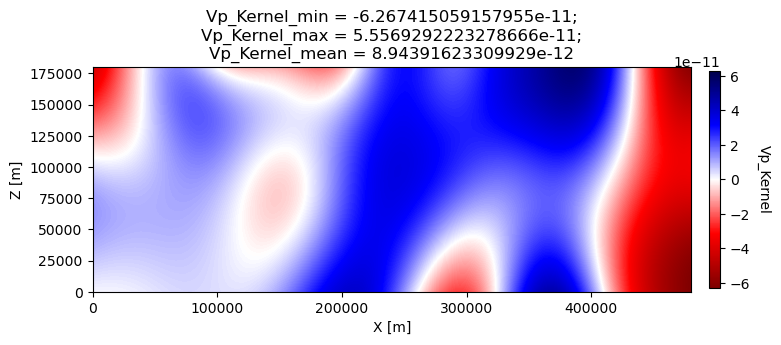 Vp_Kernel_min = -6.267415059157955e-11;
Vp_Kernel_max = 5.5569292223278666e-11;
Vp_Kernel_mean = 8.94391623309929e-12
1e−11
175000
150000
125000
100000
75000
50000
25000
0
Z [m]
0
100000
200000
300000
400000
X [m]
6
4
2
0
−2
−4
−6
Vp_Kernel